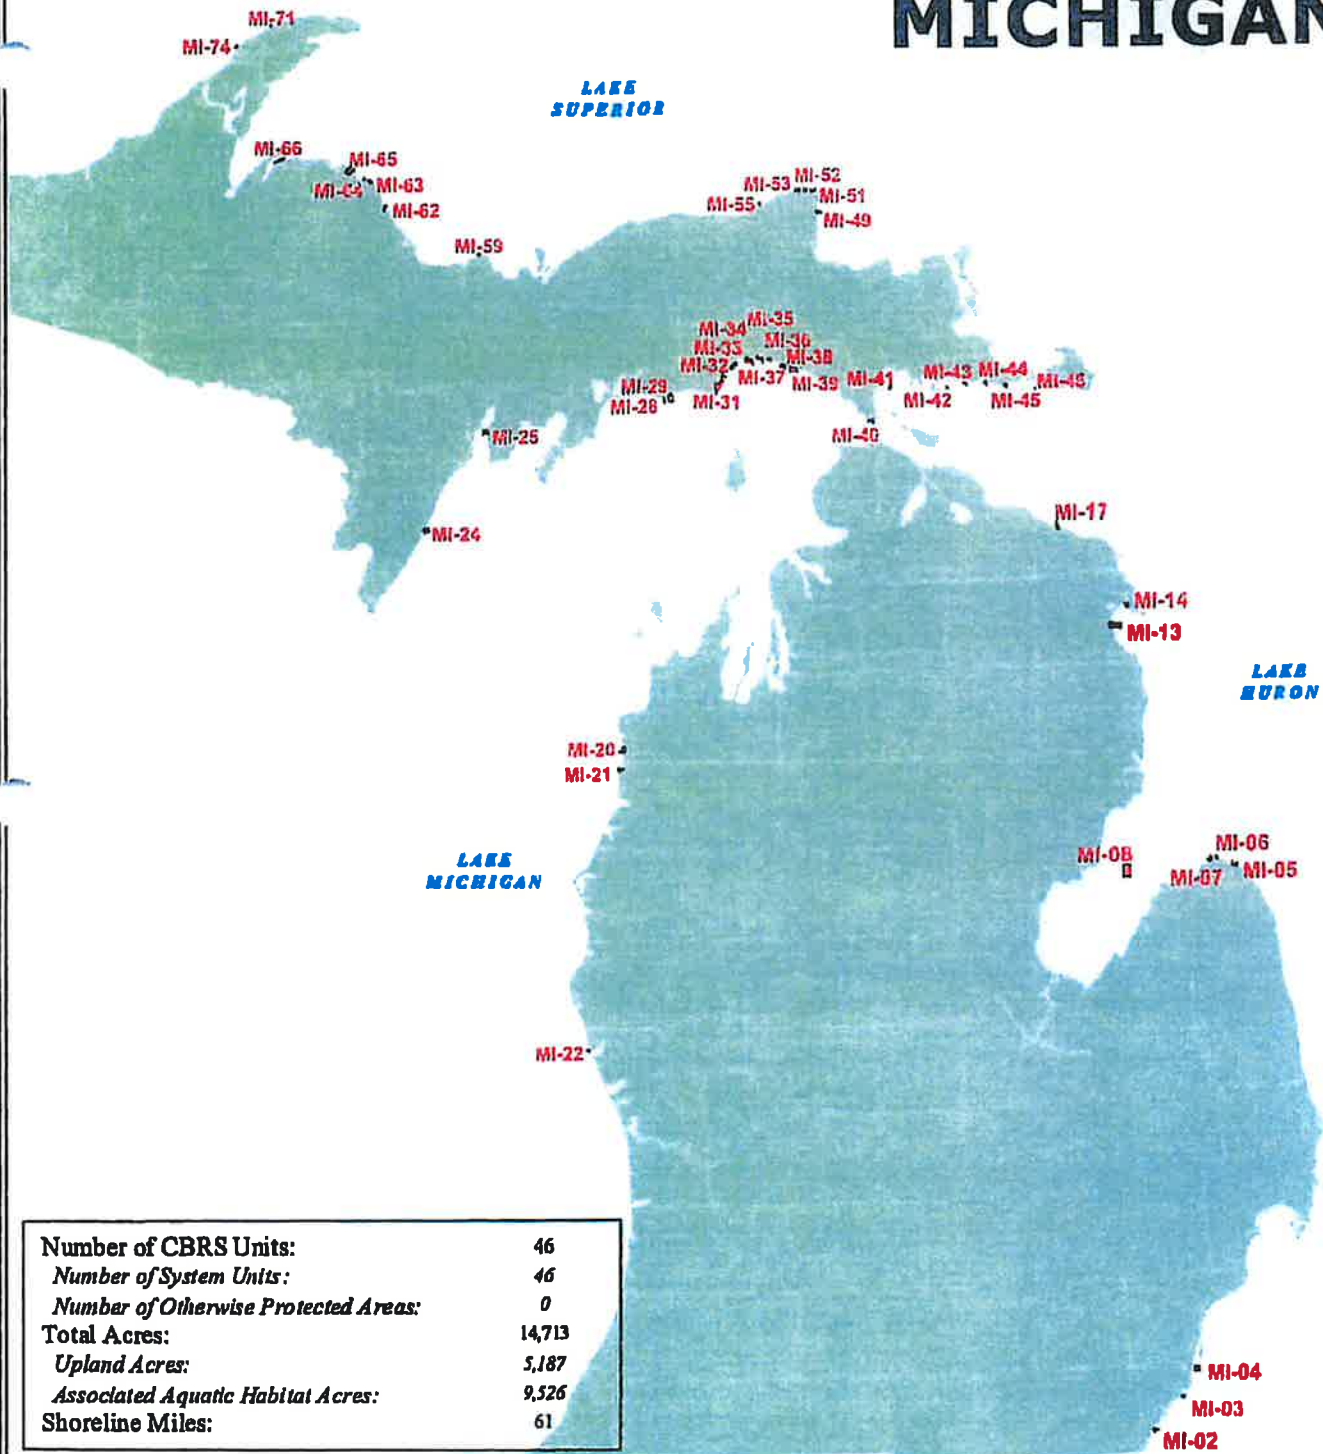 MICHIGAN
MI-71
MI-74
LAKE
SUPERIOR
MI-66
MI-65
MI-64
MI-63
MI-62
MI-59
MI-53
MI-52
MI-51
MI-55
MI-49
MI-35
MI-34
MI-36
MI-33
MI-38
MI-32
MI-37
MI-39
MI-41
MI-43
MI-44
MI-29
MI-28
MI-31
MI-42
MI-45
MI-25
MI-40
MI-24
MI-17
MI-14
MI-13
LAKE
HURON
MI-20
MI-21
LAKE
MICHIGAN
MI-06
MI-07
MI-05
MI-22
Number of CBRS Units: 46
Number of System Units: 46
Number of Otherwise Protected Areas: 0
Total Acres: 14,713
Upland Acres: 5,187
Associated Aquatic Habitat Acres: 9,526
Shoreline Miles: 61
MI-04
MI-03
MI-02